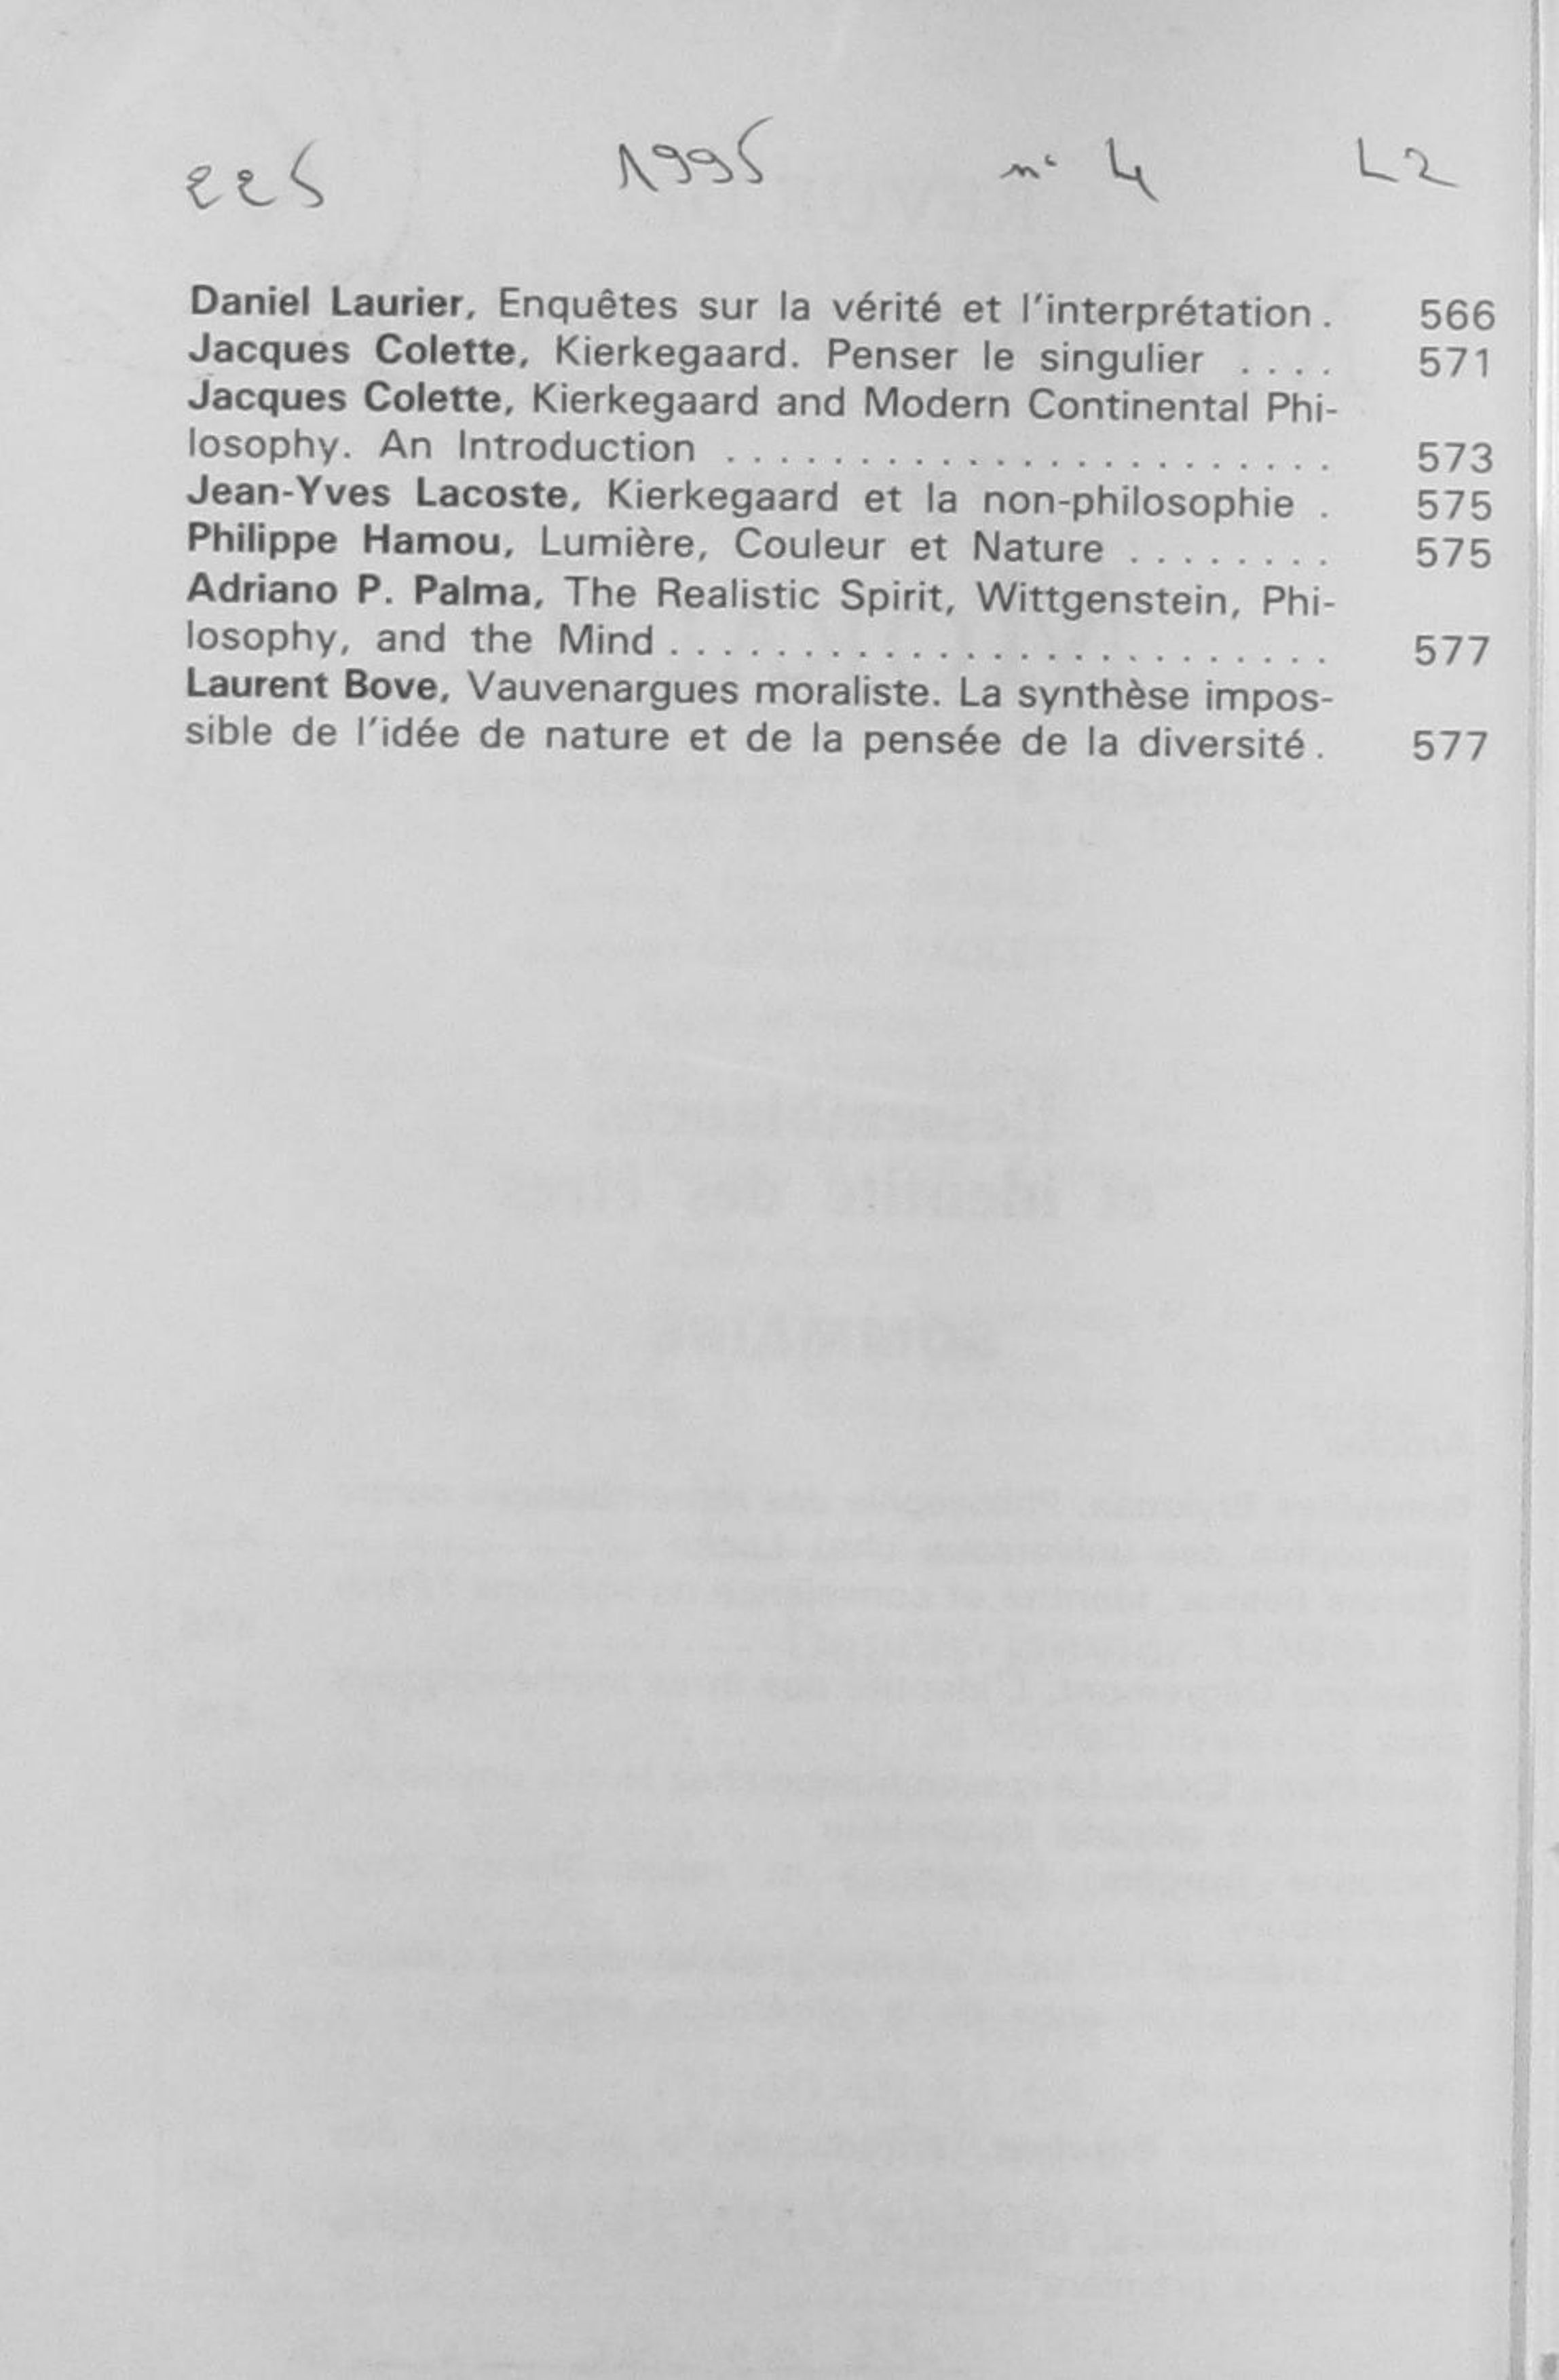 225 1995 n° 4 L2
Daniel Laurier, Enquêtes sur la vérité et l'interprétation . 566
Jacques Colette, Kierkegaard. Penser le singulier . . . . 571
Jacques Colette, Kierkegaard and Modern Continental Phi-
losophy. An Introduction . . . . . . . . . . . . . . . . . . . . . . . 573
Jean-Yves Lacoste, Kierkegaard et la non-philosophie . 575
Philippe Hamou, Lumière, Couleur et Nature . . . . . . . . 575
Adriano P. Palma, The Realistic Spirit, Wittgenstein, Phi-
losophy, and the Mind . . . . . . . . . . . . . . . . . . . . . . . . . 577
Laurent Bove, Vauvenargues moraliste. La synthèse impos-
sible de l'idée de nature et de la pensée de la diversité . 577